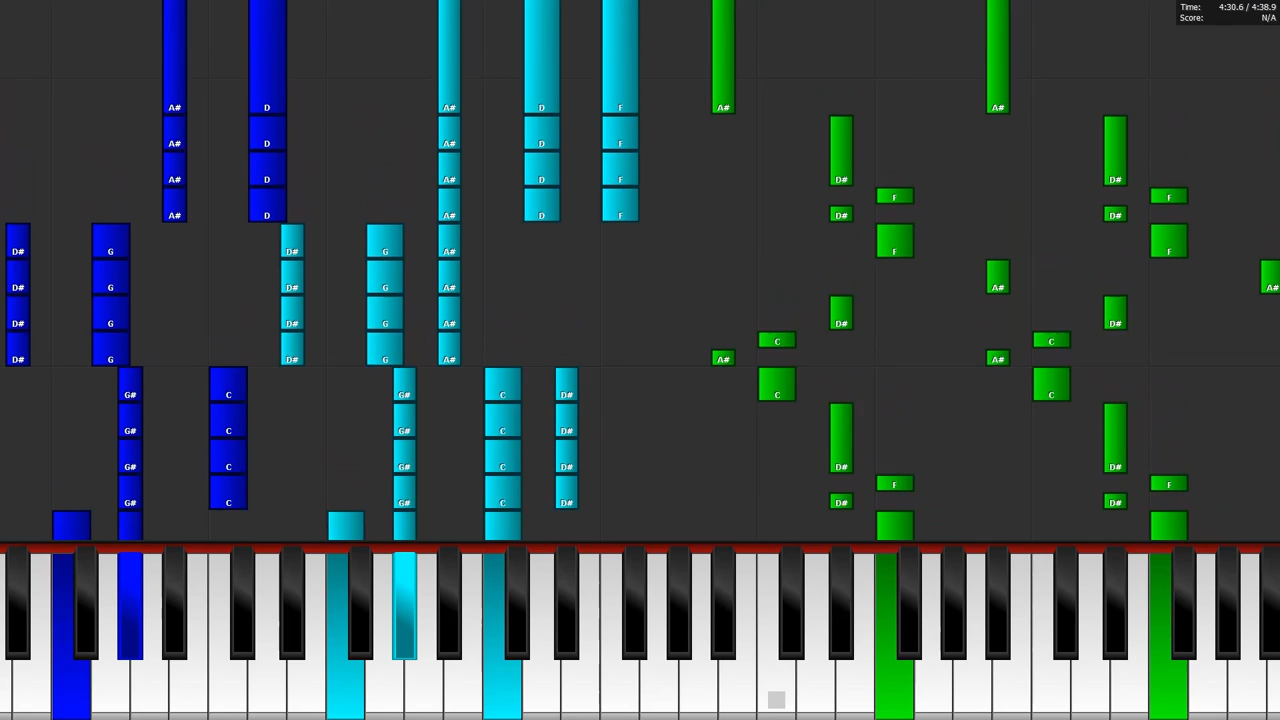 Time: 4:30.6 / 4:38.9
Score: N/A
A# D A# D F A# A#
A# D A# D F
A# D A# D F D# D#
F F
A# D A# D F D# D#
D# G D# G A# F F
D# G D# G A# A# A#
D# G D# G A# D# D#
C C
D# G D# G A# A# A#
G# C G# C D# C C
G# C G# C D#
G# C G# C D# D# D#
F F
G# C G# C D# D# D#